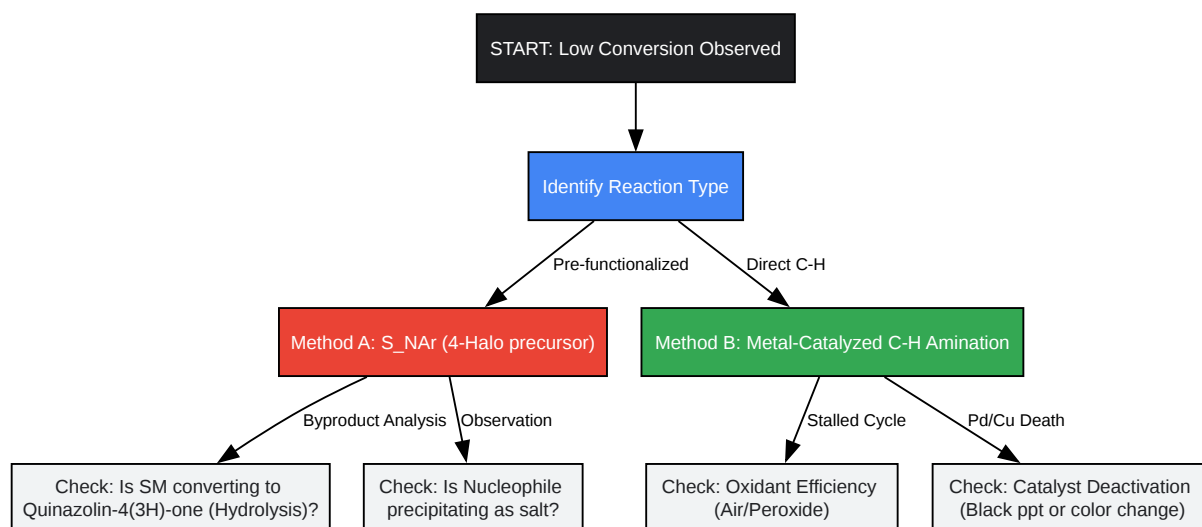 START: Low Conversion Observed
Identify Reaction Type
Pre-functionalized
Direct C-H
Method A: S_NAr (4-Halo precursor)
Method B: Metal-Catalyzed C-H Amination
Byproduct Analysis
Observation
Stalled Cycle
Pd/Cu Death
Check: Is SM converting to
Quinazolin-4(3H)-one (Hydrolysis)?
Check: Is Nucleophile
precipitating as salt?
Check: Oxidant Efficiency
(Air/Peroxide)
Check: Catalyst Deactivation
(Black ppt or color change)